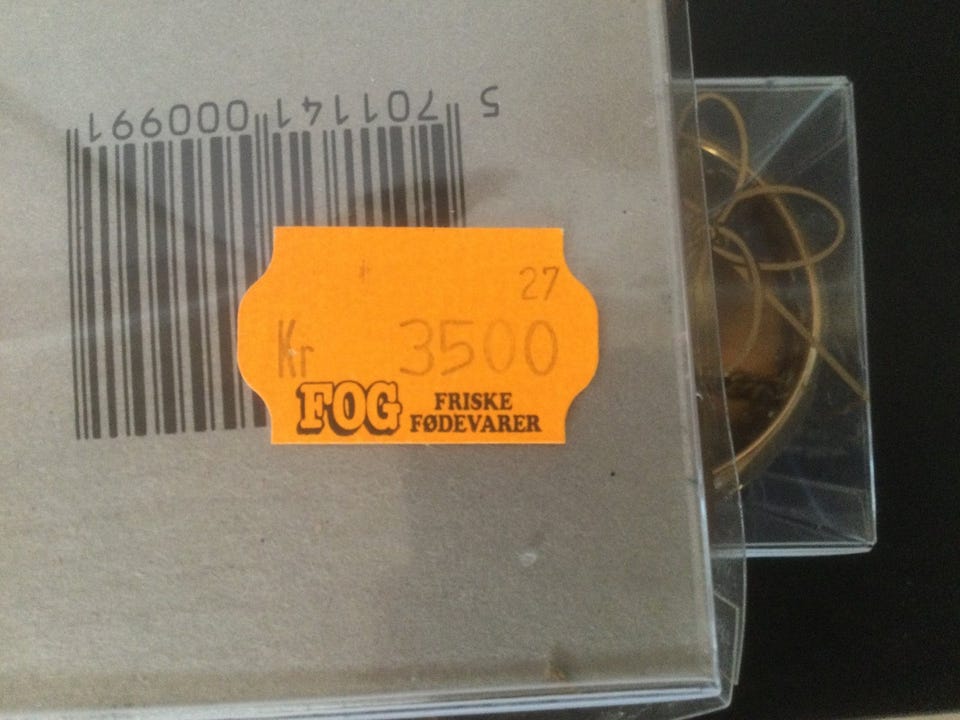 5 701141 000991
27
Kr 3500
FOG FRISKE
FØDEVARER